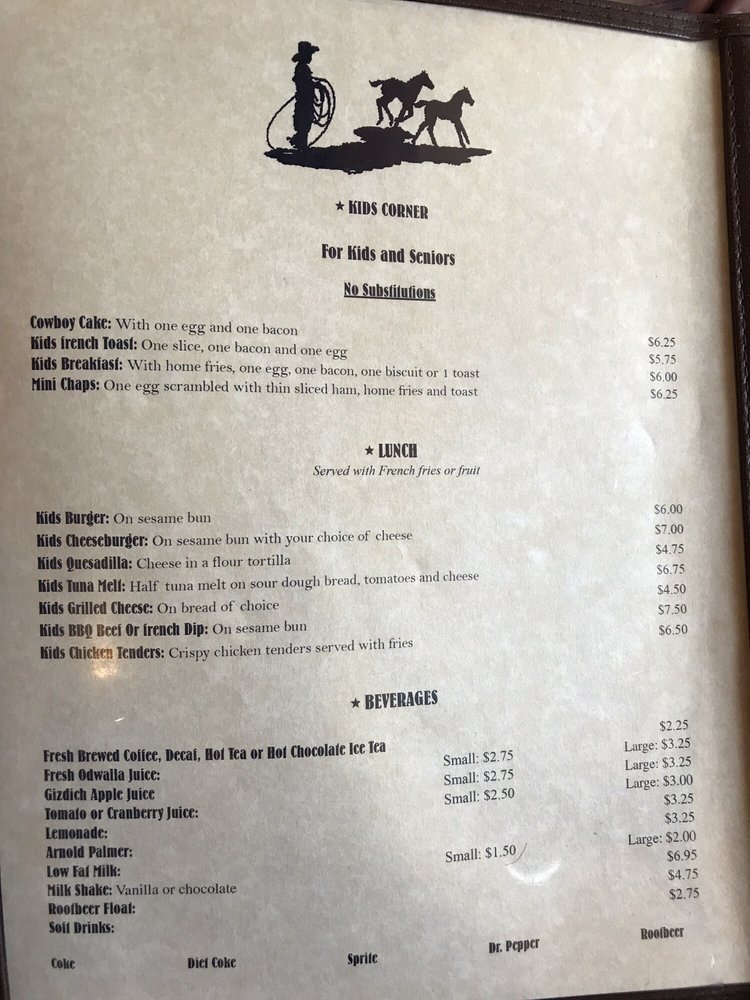 ★ KIDS CORNER
For Kids and Seniors
No Substitutions
Cowboy Cake: With one egg and one bacon $6.25
Kids french Toast: One slice, one bacon and one egg $5.75
Kids Breakfast: With home fries, one egg, one bacon, one biscuit or 1 toast $6.00
Mini Chaps: One egg scrambled with thin sliced ham, home fries and toast $6.25
★ LUNCH
Served with French fries or fruit
Kids Burger: On sesame bun $6.00
Kids Cheeseburger: On sesame bun with your choice of cheese $7.00
Kids Quesadilla: Cheese in a flour tortilla $4.75
Kids Tuna Melt: Half tuna melt on sour dough bread, tomatoes and cheese $6.75
Kids Grilled Cheese: On bread of choice $4.50
Kids BBQ Beef Or french Dip: On sesame bun $7.50
Kids Chicken Tenders: Crispy chicken tenders served with fries $6.50
★ BEVERAGES
Fresh Brewed Coffee, Decaf, Hot Tea or Hot Chocolate Ice Tea $2.25
Fresh Odwalla Juice: Small: $2.75 Large: $3.25
Gizdich Apple Juice Small: $2.75 Large: $3.25
Tomato or Cranberry Juice: Small: $2.50 Large: $3.00
Lemonade: $3.25
Arnold Palmer: $3.25
Low Fat Milk: Small: $1.50 Large: $2.00
Milk Shake: Vanilla or chocolate $6.95
Rootbeer Float: $4.75
Soft Drinks: $2.75
Coke Diet Coke Sprite Dr. Pepper Rootbeer